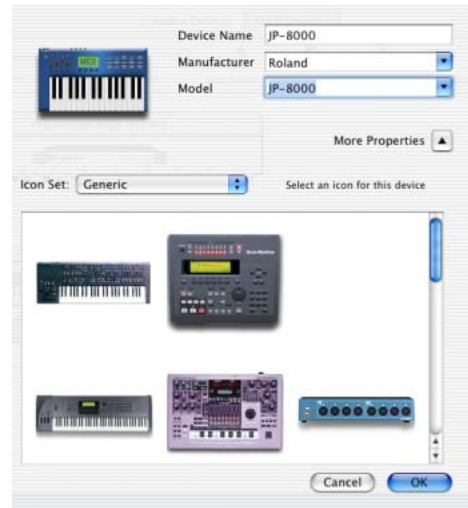 Device Name JP-8000
Manufacturer Roland
Model JP-8000
MIDI
More Properties
Icon Set: Generic
Select an icon for this device
Cancel OK